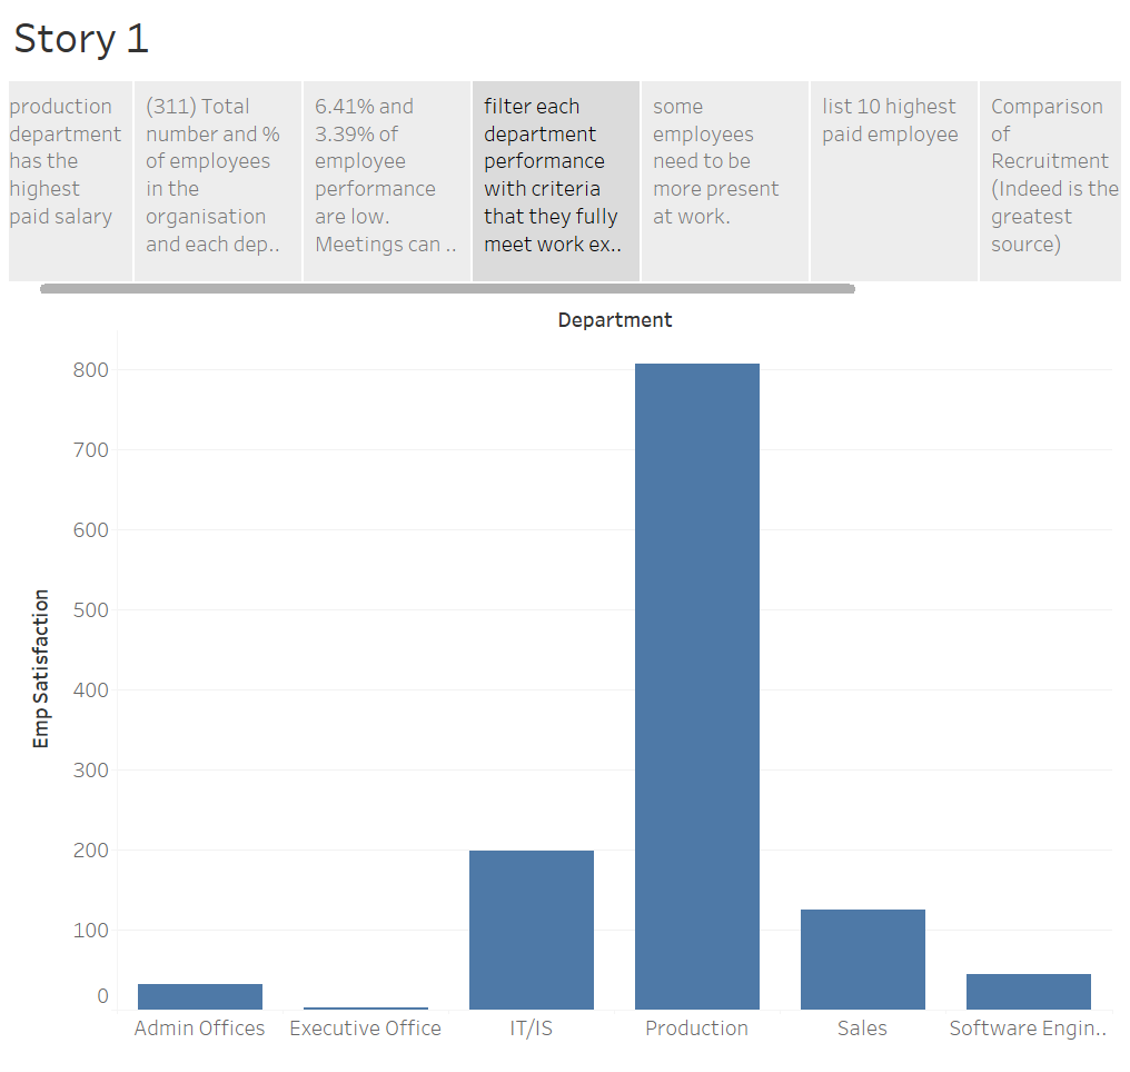 Story 1
production
department
has the
highest
paid salary
(311) Total
number and %
of employees
in the
organisation
and each dep..
6.41% and
3.39% of
employee
performance
are low.
Meetings can ..
filter each
department
performance
with criteria
that they fully
meet work ex..
some
employees
need to be
more present
at work.
list 10 highest
paid employee
Comparison
of
Recruitment
(Indeed is the
greatest
source)
Department
Emp Satisfaction
800
700
600
500
400
300
200
100
0
Admin Offices
Executive Office
IT/IS
Production
Sales
Software Engin..